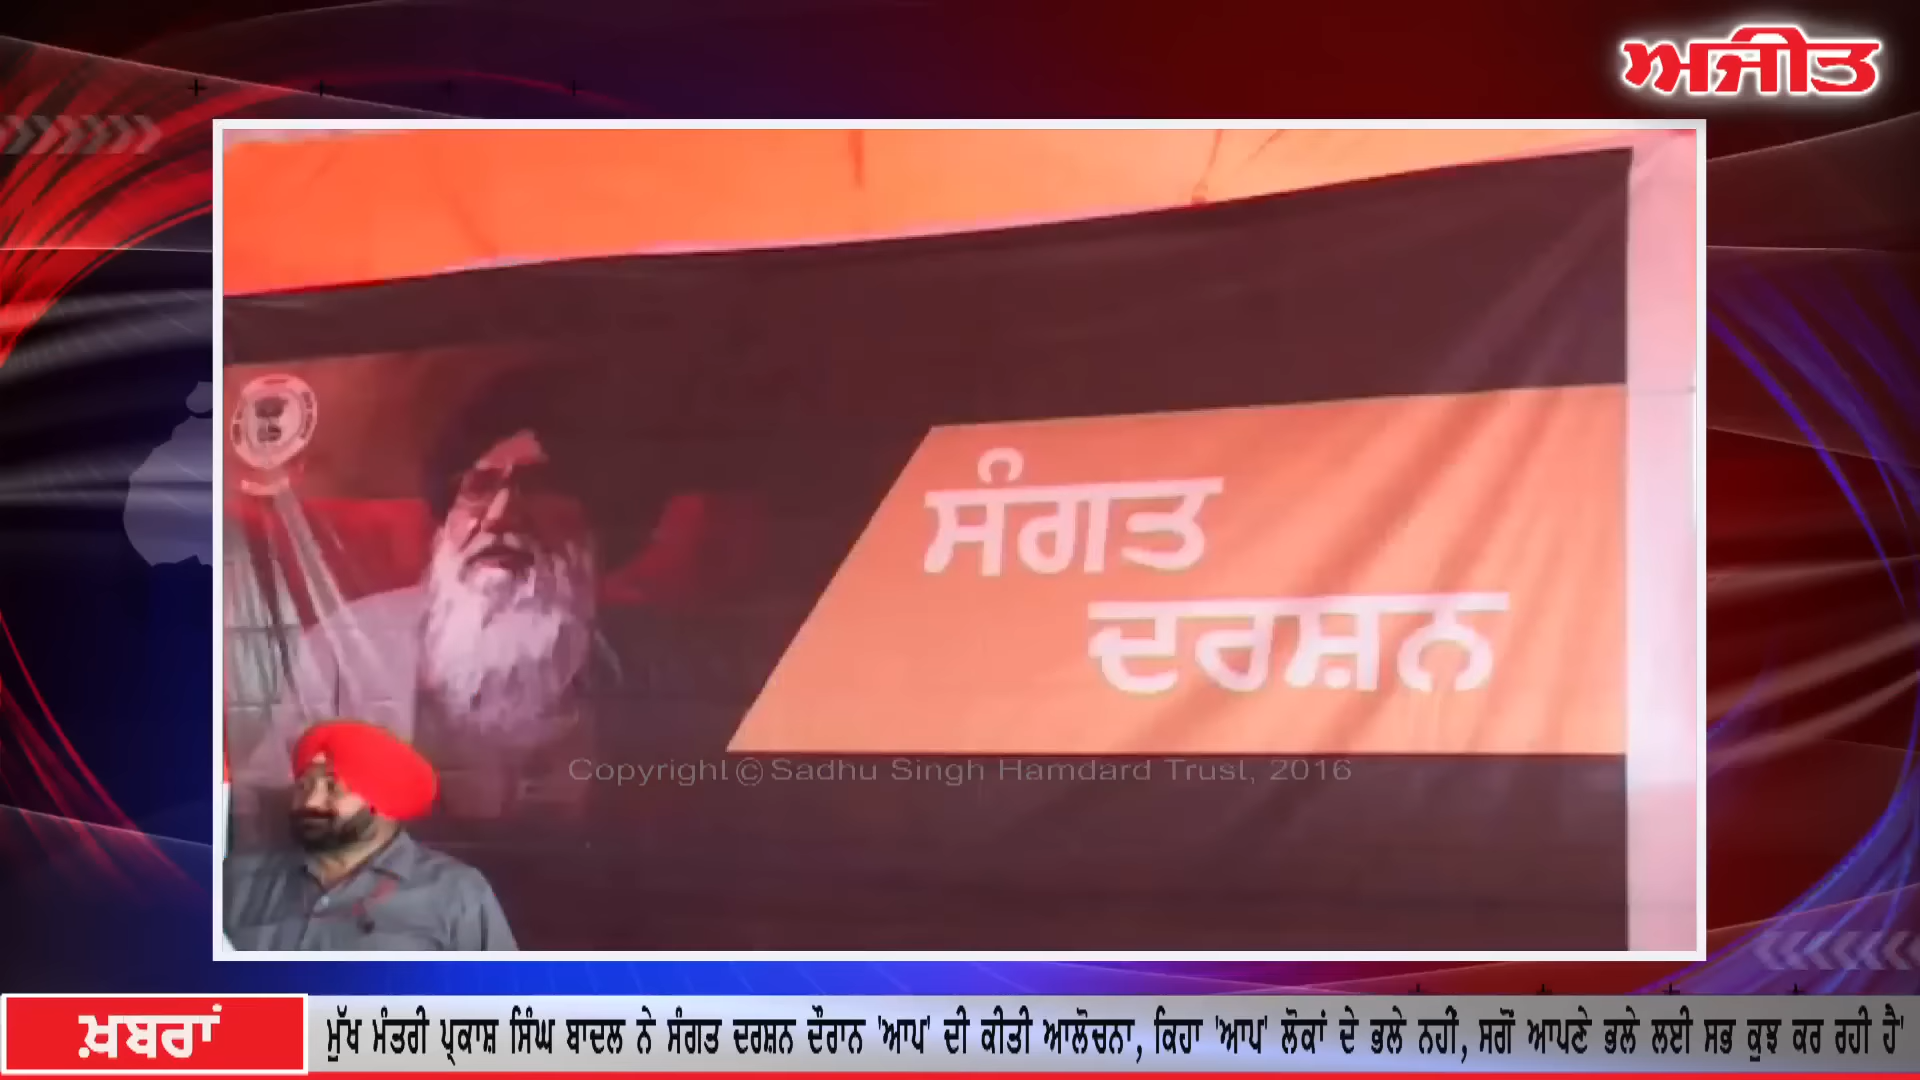 ਅਜੀਤ
ਸੰਗਤ
ਦਰਸ਼ਨ
Copyright © Sadhu Singh Hamdard Trust, 2016
ਖ਼ਬਰਾਂ
ਮੁੱਖ ਮੰਤਰੀ ਪ੍ਰਕਾਸ਼ ਸਿੰਘ ਬਾਦਲ ਨੇ ਸੰਗਤ ਦਰਸ਼ਨ ਦੌਰਾਨ 'ਆਪ' ਦੀ ਕੀਤੀ ਆਲੋਚਨਾ, ਕਿਹਾ 'ਆਪ' ਲੋਕਾਂ ਦੇ ਭਲੇ ਨਹੀਂ, ਸਗੋਂ ਆਪਣੇ ਭਲੇ ਲਈ ਸਭ ਕੁਝ ਕਰ ਰਹੀ ਹੈ'